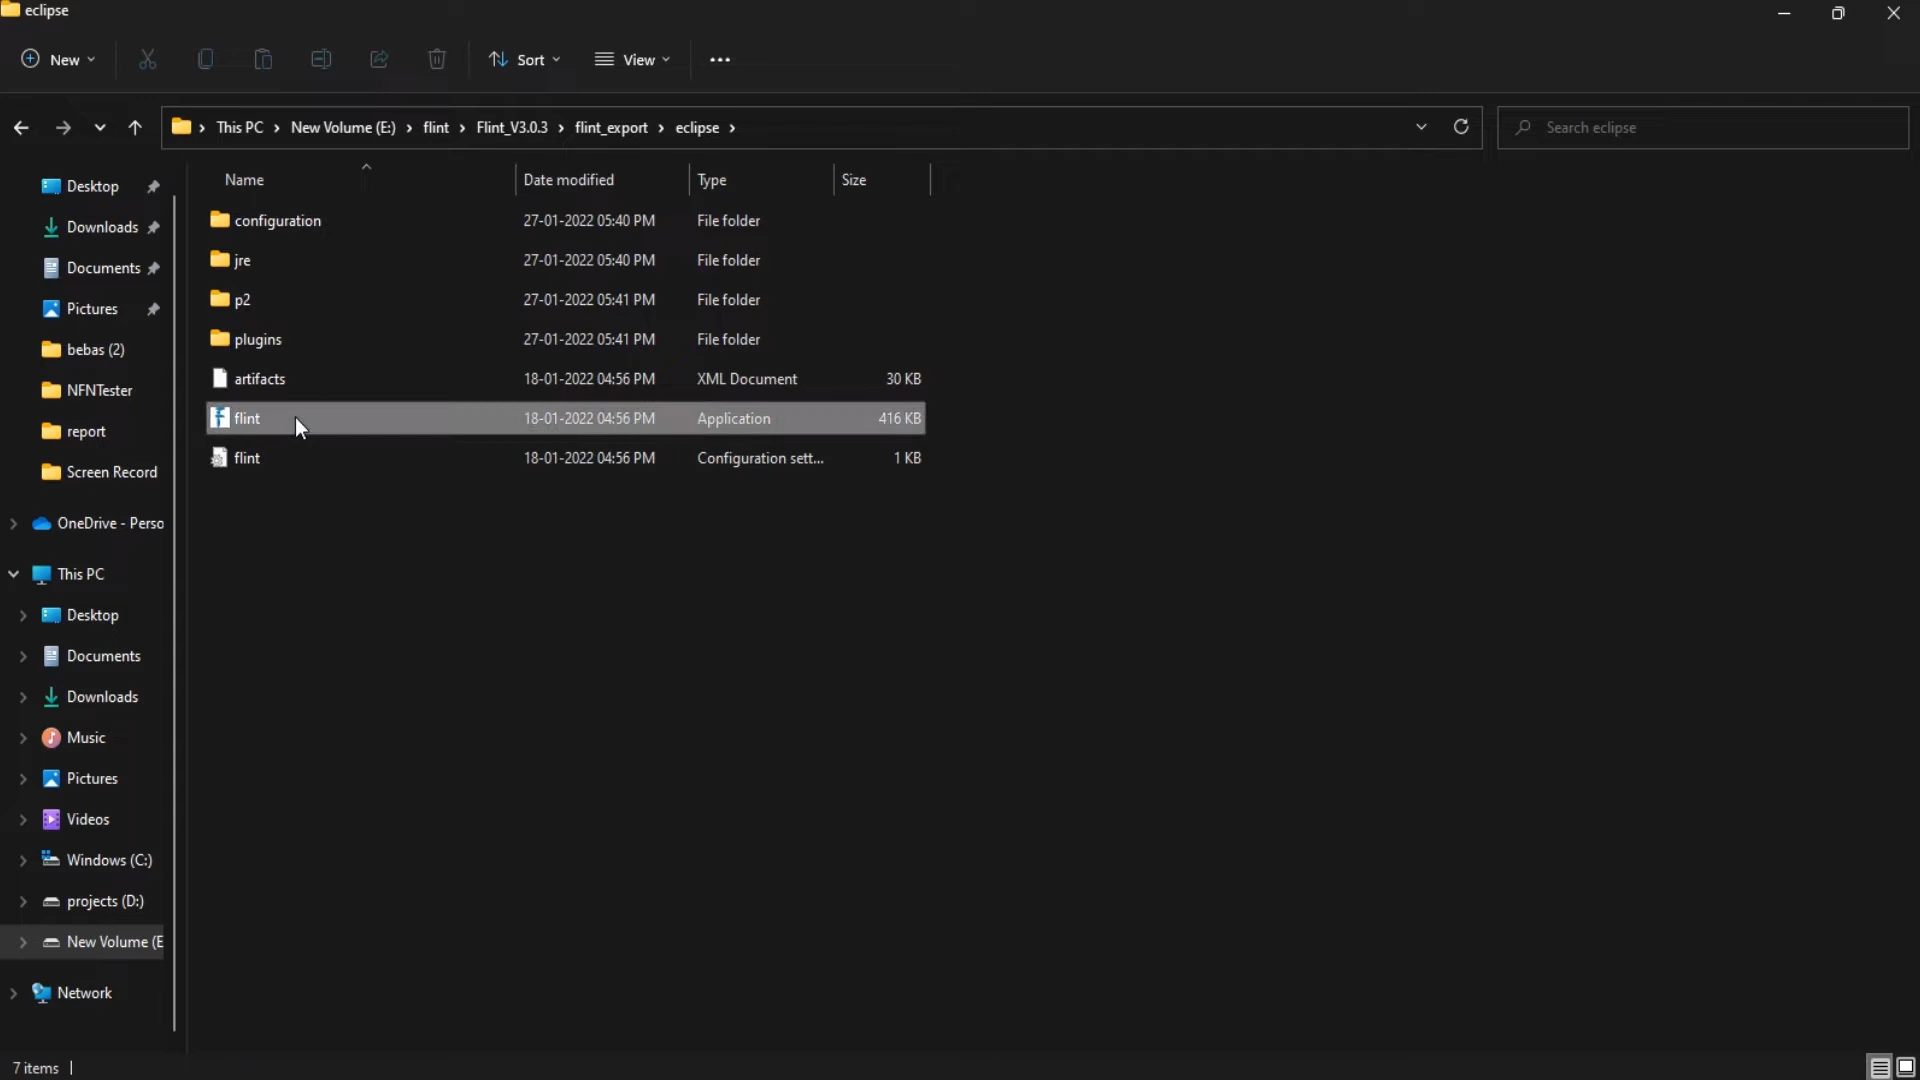 eclipse
New
Sort
View
This PC > New Volume (E:) > flint > Flint_V3.0.3 > flint_export > eclipse >
Search eclipse
Name Date modified Type Size
configuration 27-01-2022 05:40 PM File folder
jre 27-01-2022 05:40 PM File folder
p2 27-01-2022 05:41 PM File folder
plugins 27-01-2022 05:41 PM File folder
artifacts 18-01-2022 04:56 PM XML Document 30 KB
flint 18-01-2022 04:56 PM Application 416 KB
flint 18-01-2022 04:56 PM Configuration sett... 1 KB
Desktop
Downloads
Documents
Pictures
bebas (2)
NFNTester
report
Screen Record
OneDrive - Perso
This PC
Desktop
Documents
Downloads
Music
Pictures
Videos
Windows (C:)
projects (D:)
New Volume (E
Network
7 items